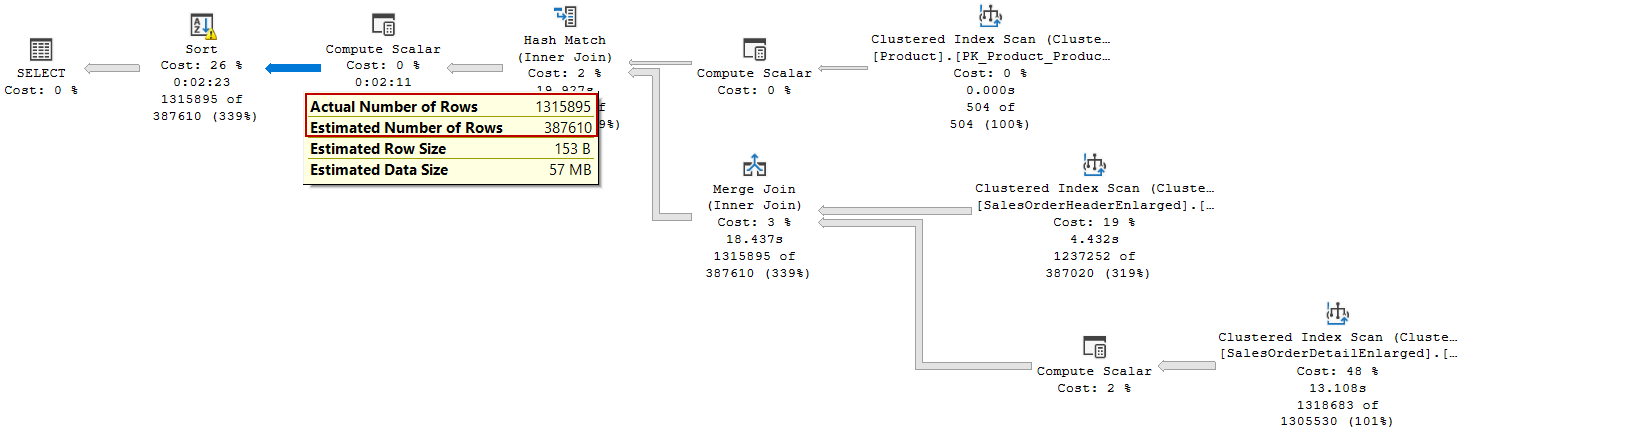 SELECT
Cost: 0 %
Sort
Cost: 26 %
0:02:23
1315895 of
387610 (339%)
Compute Scalar
Cost: 0 %
0:02:11
Hash Match
(Inner Join)
Cost: 2 %
19.927s
Actual Number of Rows 1315895
Estimated Number of Rows 387610
Estimated Row Size 153 B
Estimated Data Size 57 MB
Compute Scalar
Cost: 0 %
Clustered Index Scan (Cluste…
[Product].[PK_Product_Produc…
Cost: 0 %
0.000s
504 of
504 (100%)
Merge Join
(Inner Join)
Cost: 3 %
18.437s
1315895 of
387610 (339%)
Clustered Index Scan (Cluste…
[SalesOrderHeaderEnlarged].[…
Cost: 19 %
4.432s
1237252 of
387020 (319%)
Compute Scalar
Cost: 2 %
Clustered Index Scan (Cluste…
[SalesOrderDetailEnlarged].[…
Cost: 48 %
13.108s
1318683 of
1305530 (101%)